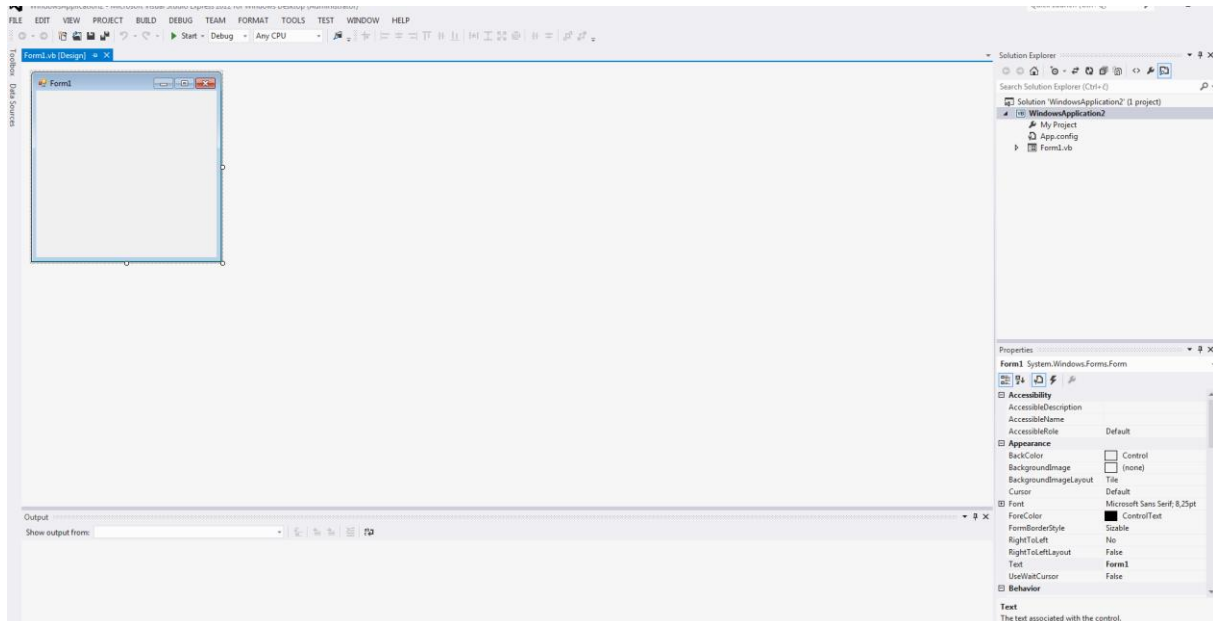 FILE EDIT VIEW PROJECT BUILD DEBUG TEAM FORMAT TOOLS TEST WINDOW HELP
Start Debug Any CPU
Toolbox
Data Sources
Form1.vb [Design]
Form1
Solution Explorer
Search Solution Explorer (Ctrl+ç)
Solution 'WindowsApplication2' (1 project)
WindowsApplication2
My Project
App.config
Form1.vb
Properties
Form1 System.Windows.Forms.Form
Accessibility
AccessibleDescription
AccessibleName
AccessibleRole Default
Appearance
BackColor Control
BackgroundImage (none)
BackgroundImageLayout Tile
Cursor Default
Font Microsoft Sans Serif; 8,25pt
ForeColor ControlText
FormBorderStyle Sizable
RightToLeft No
RightToLeftLayout False
Text Form1
UseWaitCursor False
Behavior
Text
The text associated with the control.
Output
Show output from: